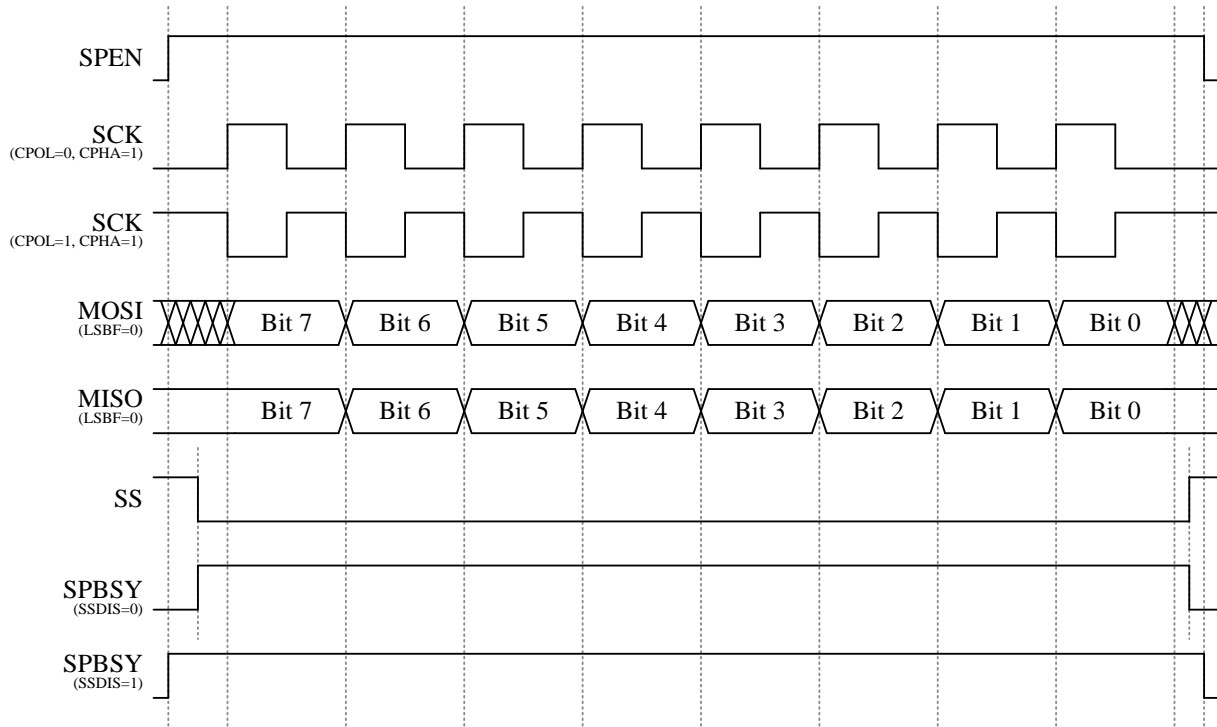 SPEN
SCK
(CPOL=0, CPHA=1)
SCK
(CPOL=1, CPHA=1)
MOSI
(LSBF=0)
Bit 7 Bit 6 Bit 5 Bit 4 Bit 3 Bit 2 Bit 1 Bit 0
MISO
(LSBF=0)
Bit 7 Bit 6 Bit 5 Bit 4 Bit 3 Bit 2 Bit 1 Bit 0
SS
SPBSY
(SSDIS=0)
SPBSY
(SSDIS=1)